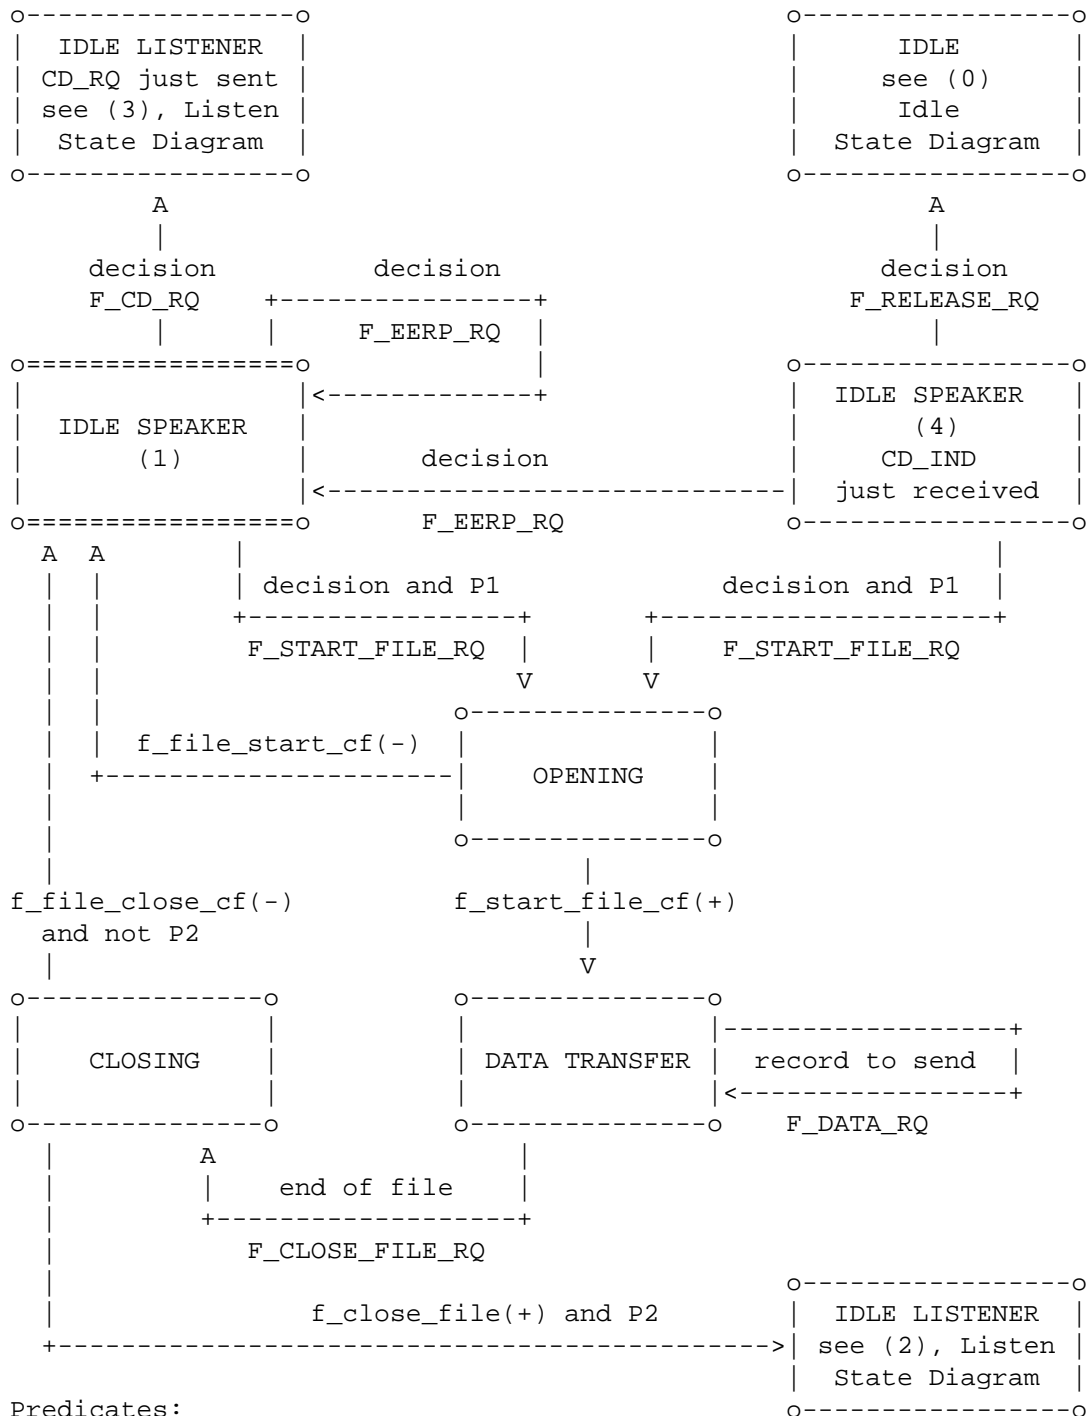 o-----------------o                               o-----------------o
|  IDLE LISTENER  |                               |      IDLE       |
| CD_RQ just sent |                               |     see (0)     |
| see (3), Listen |                               |      Idle       |
|  State Diagram  |                               |  State Diagram  |
o-----------------o                               o-----------------o
         A                                                 A
         |                                                 |
     decision          decision                        decision
     F_CD_RQ    +----------------+                   F_RELEASE_RQ
         |      |     F_EERP_RQ  |                         |
o=================o              |                o-----------------o
|                 |<-------------+                |  IDLE SPEAKER   |
|  IDLE SPEAKER   |                               |       (4)       |
|       (1)       |       decision                |     CD_IND      |
|                 |<-----------------------------|  just received  |
o=================o       F_EERP_RQ               o-----------------o
  A  A        |                                                |
  |  |        | decision and P1              decision and P1   |
  |  |        +------------------+       +---------------------+
  |  |         F_START_FILE_RQ   |       |    F_START_FILE_RQ
  |  |                           V       V
  |  |                       o---------------o
  |  |  f_file_start_cf(-)   |               |
  |  +----------------------|    OPENING    |
  |                          |               |
  |                          o---------------o
  |                                  |
f_file_close_cf(-)           f_start_file_cf(+)
  and not P2                         |
  |                                  V
o---------------o            o---------------o
|               |            |               |------------------+
|    CLOSING    |            | DATA TRANSFER |  record to send  |
|               |            |               |<-----------------+
o---------------o            o---------------o    F_DATA_RQ
  |         A                    |
  |         |    end of file     |
  |         +-------------------+
  |            F_CLOSE_FILE_RQ
  |                                               o-----------------o
  |                f_close_file(+) and P2         |  IDLE LISTENER  |
  +--------------------------------------------->| see (2), Listen |
                                                  |  State Diagram  |
Predicates:                                       o-----------------o